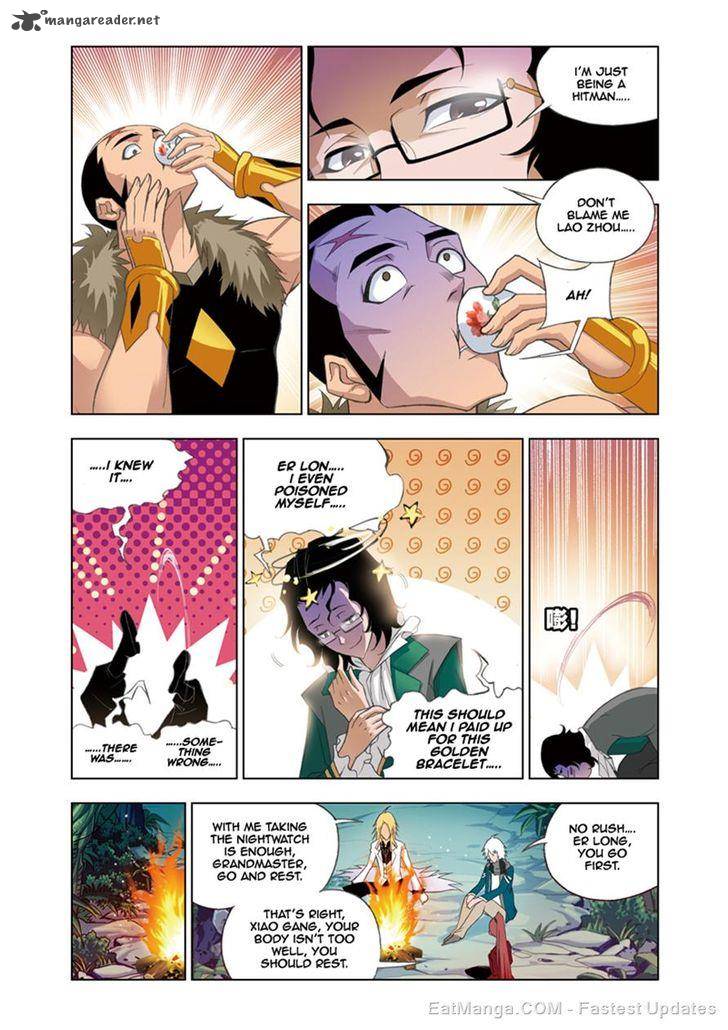 mangareader.net
I'M JUST
BEING A
HITMAN.....
DON'T
BLAME ME
LAO ZHOU.....
AH!
.....I KNEW
IT....
......THERE
WAS.......
......SOME-
THING
WRONG.....
ER LON.....
I EVEN
POISONED
MYSELF.....
THIS SHOULD
MEAN I PAID UP
FOR THIS
GOLDEN
BRACELET.....
嘭!
WITH ME TAKING
THE NIGHTWATCH
IS ENOUGH,
GRANDMASTER,
GO AND REST.
THAT'S RIGHT,
XIAO GANG, YOUR
BODY ISN'T TOO
WELL, YOU
SHOULD REST.
NO RUSH....
ER LONG,
YOU GO
FIRST.
EatManga.COM - Fastest Updates